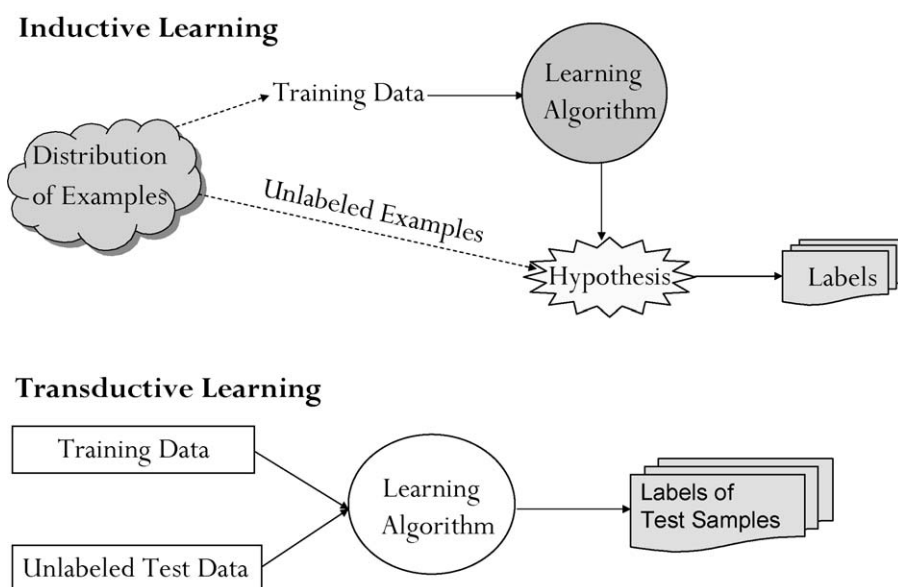 Inductive Learning
Training Data
Learning
Algorithm
Distribution
of Examples
Unlabeled Examples
Hypothesis
Labels
Transductive Learning
Training Data
Learning
Algorithm
Labels of
Test Samples
Unlabeled Test Data